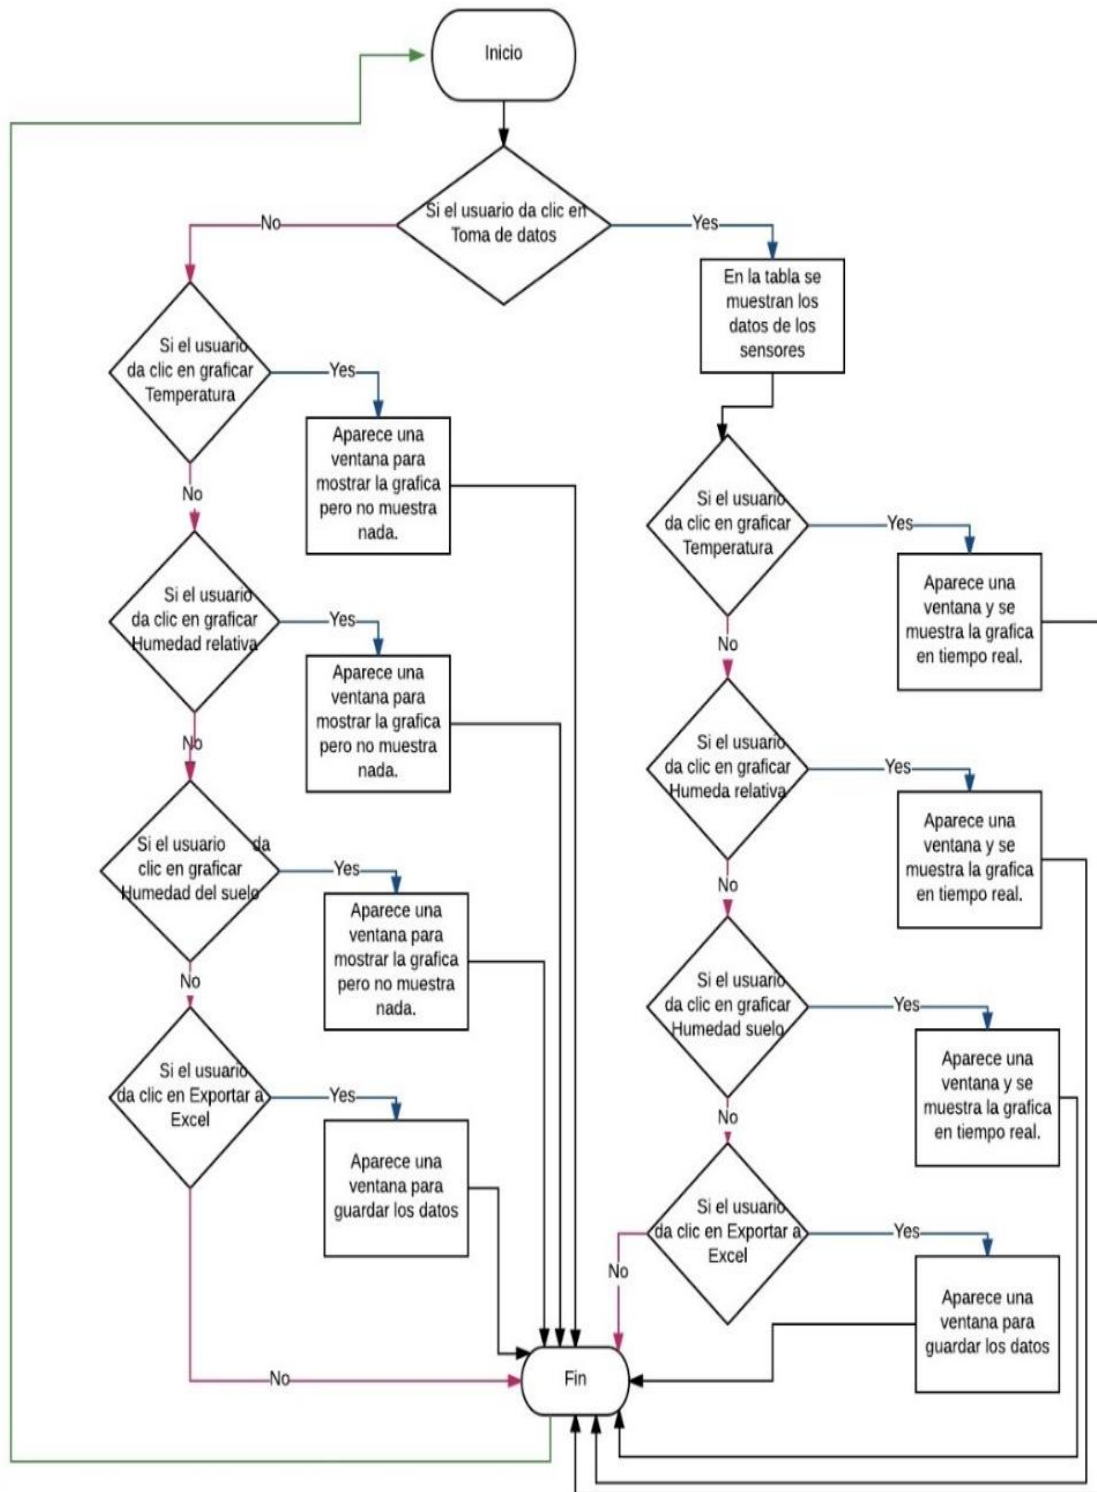 Inicio
Si el usuario da clic en
Toma de datos
No
Yes
En la tabla se
muestran los
datos de los
sensores
Si el usuario
da clic en graficar
Temperatura
Yes
Aparece una
ventana para
mostrar la grafica
pero no muestra
nada.
No
Si el usuario
da clic en graficar
Humedad relativa
Yes
Aparece una
ventana para
mostrar la grafica
pero no muestra
nada.
No
Si el usuario da
clic en graficar
Humedad del suelo
Yes
Aparece una
ventana para
mostrar la grafica
pero no muestra
nada.
No
Si el usuario
da clic en Exportar a
Excel
Yes
Aparece una
ventana para
guardar los datos
No
Si el usuario
da clic en graficar
Temperatura
Yes
Aparece una
ventana y se
muestra la grafica
en tiempo real.
No
Si el usuario
da clic en graficar
Humeda relativa
Yes
Aparece una
ventana y se
muestra la grafica
en tiempo real.
No
Si el usuario
da clic en graficar
Humedad suelo
Yes
Aparece una
ventana y se
muestra la grafica
en tiempo real.
No
Si el usuario
da clic en Exportar a
Excel
Yes
Aparece una
ventana para
guardar los datos
No
Fin